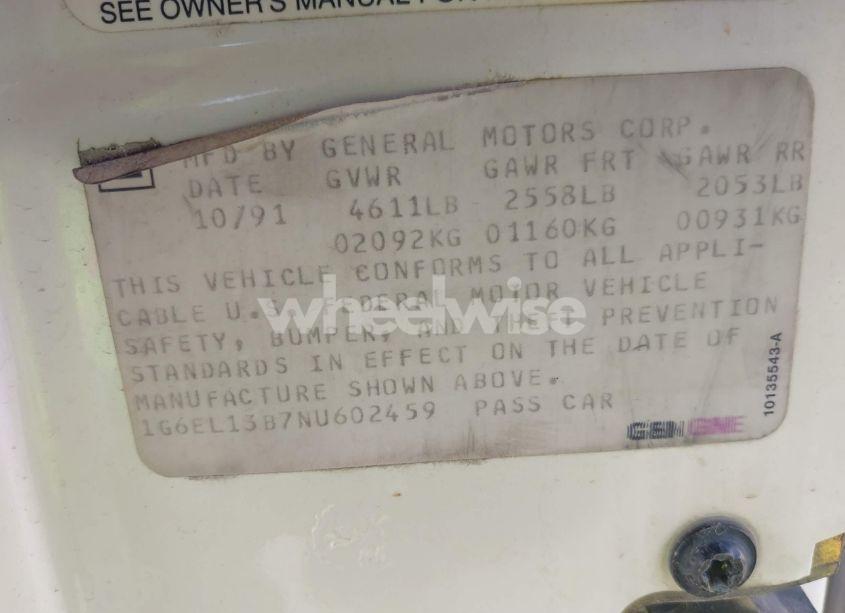 SEE OWNER'S MANUAL FOR
MFD BY GENERAL MOTORS CORP.
DATE GVWR GAWR FRT GAWR RR
10/91 4611LB 2558LB 2053LB
02092KG 01160KG 00931KG
THIS VEHICLE CONFORMS TO ALL APPLI-
CABLE U.S. FEDERAL MOTOR VEHICLE
SAFETY, BUMPER, AND THEFT PREVENTION
STANDARDS IN EFFECT ON THE DATE OF
MANUFACTURE SHOWN ABOVE.
1G6EL13B7NU602459 PASS CAR
GENUINE
10135543-A
wheelwise